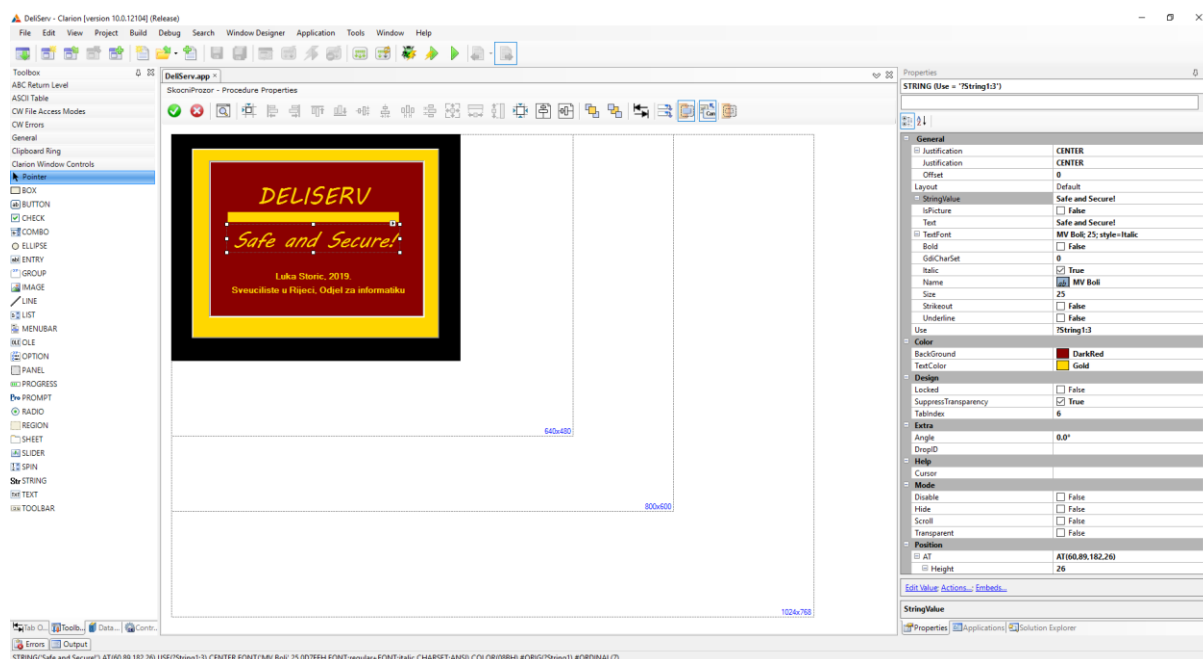 DeliServ - Clarion [version 10.0.12104] (Release)
File Edit View Project Build Debug Search Window Designer Application Tools Window Help
Toolbox
ABC Return Level
ASCII Table
CW File Access Modes
CW Errors
General
Clipboard Ring
Clarion Window Controls
Pointer
BOX
BUTTON
CHECK
COMBO
ELLIPSE
ENTRY
GROUP
IMAGE
LINE
LIST
MENUBAR
OLE
OPTION
PANEL
PROGRESS
PROMPT
RADIO
REGION
SHEET
SLIDER
SPIN
Str STRING
TEXT
TOOLBAR
Tab O... Toolb... Data... Contr...
DeliServ.app
SkocniProzor - Procedure Properties
DELISERV
Safe and Secure!
Luka Storic, 2019.
Sveuciliste u Rijeci, Odjel za informatiku
640x480
800x600
1024x768
Properties
STRING (Use = '?String1:3')
General
Justification CENTER
Justification CENTER
Offset 0
Layout Default
StringValue Safe and Secure!
IsPicture False
Text Safe and Secure!
TextFont MV Boli; 25; style=Italic
Bold False
GdiCharSet 0
Italic True
Name MV Boli
Size 25
Strikeout False
Underline False
Use ?String1:3
Color
BackGround DarkRed
TextColor Gold
Design
Locked False
SuppressTransparency True
TabIndex 6
Extra
Angle 0.0°
DropID
Help
Cursor
Mode
Disable False
Hide False
Scroll False
Transparent False
Position
AT AT(60,89,182,26)
Height 26
Edit Value; Actions...; Embeds...
StringValue
Properties Applications Solution Explorer
Errors Output